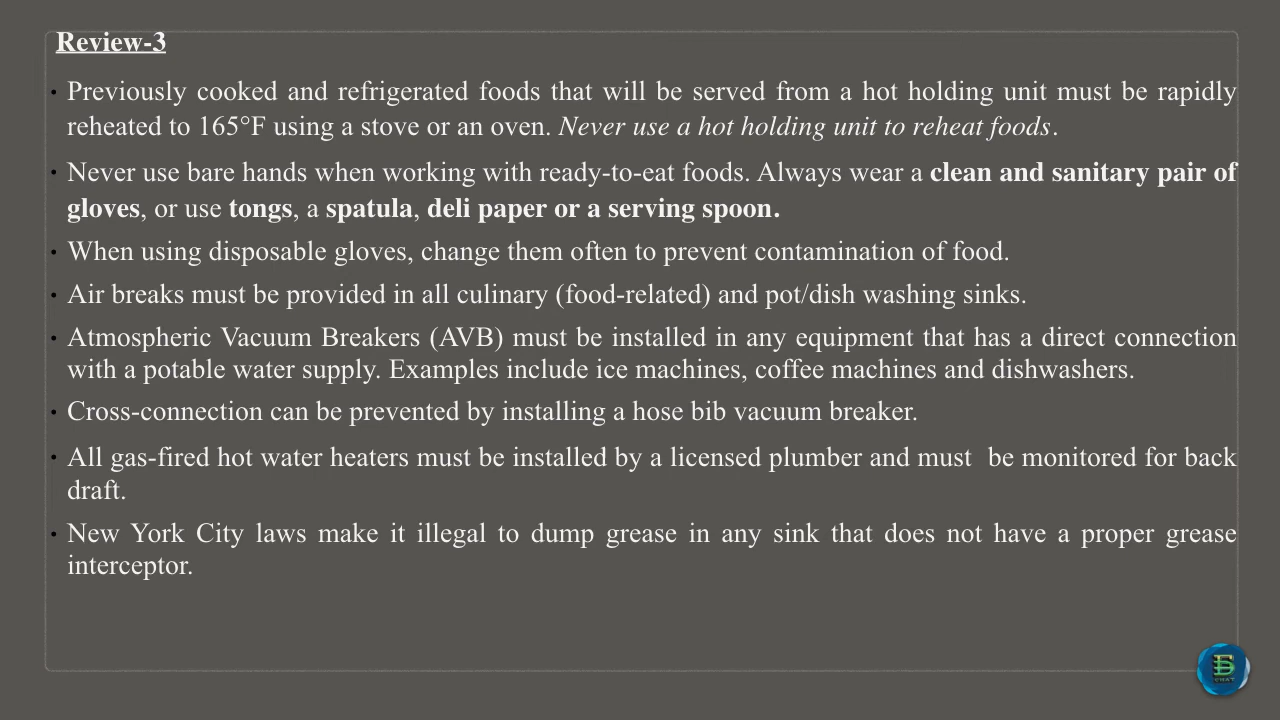 Review-3
• Previously cooked and refrigerated foods that will be served from a hot holding unit must be rapidly
reheated to 165°F using a stove or an oven. Never use a hot holding unit to reheat foods.
• Never use bare hands when working with ready-to-eat foods. Always wear a clean and sanitary pair of
gloves, or use tongs, a spatula, deli paper or a serving spoon.
• When using disposable gloves, change them often to prevent contamination of food.
• Air breaks must be provided in all culinary (food-related) and pot/dish washing sinks.
• Atmospheric Vacuum Breakers (AVB) must be installed in any equipment that has a direct connection
with a potable water supply. Examples include ice machines, coffee machines and dishwashers.
• Cross-connection can be prevented by installing a hose bib vacuum breaker.
• All gas-fired hot water heaters must be installed by a licensed plumber and must  be monitored for back
draft.
• New York City laws make it illegal to dump grease in any sink that does not have a proper grease
interceptor.